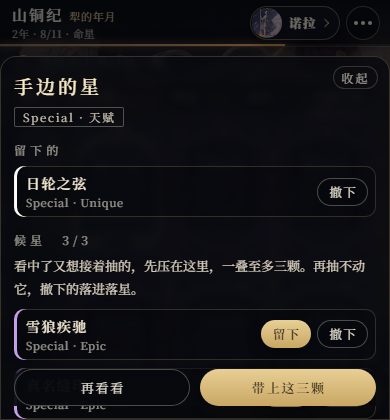 山铜纪 犁的年月
2年 · 8/11 · 命星
诺拉
手边的星
收起
Special · 天赋
留下的
日轮之弦
Special · Unique
撤下
候星 3/3
看中了又想接着抽的，先压在这里，一叠至多三颗。再抽不动
它，撤下的落进落星。
雪狼疾驰
Special · Epic
留下
撤下
再看看
带上这三颗
Special · Epic